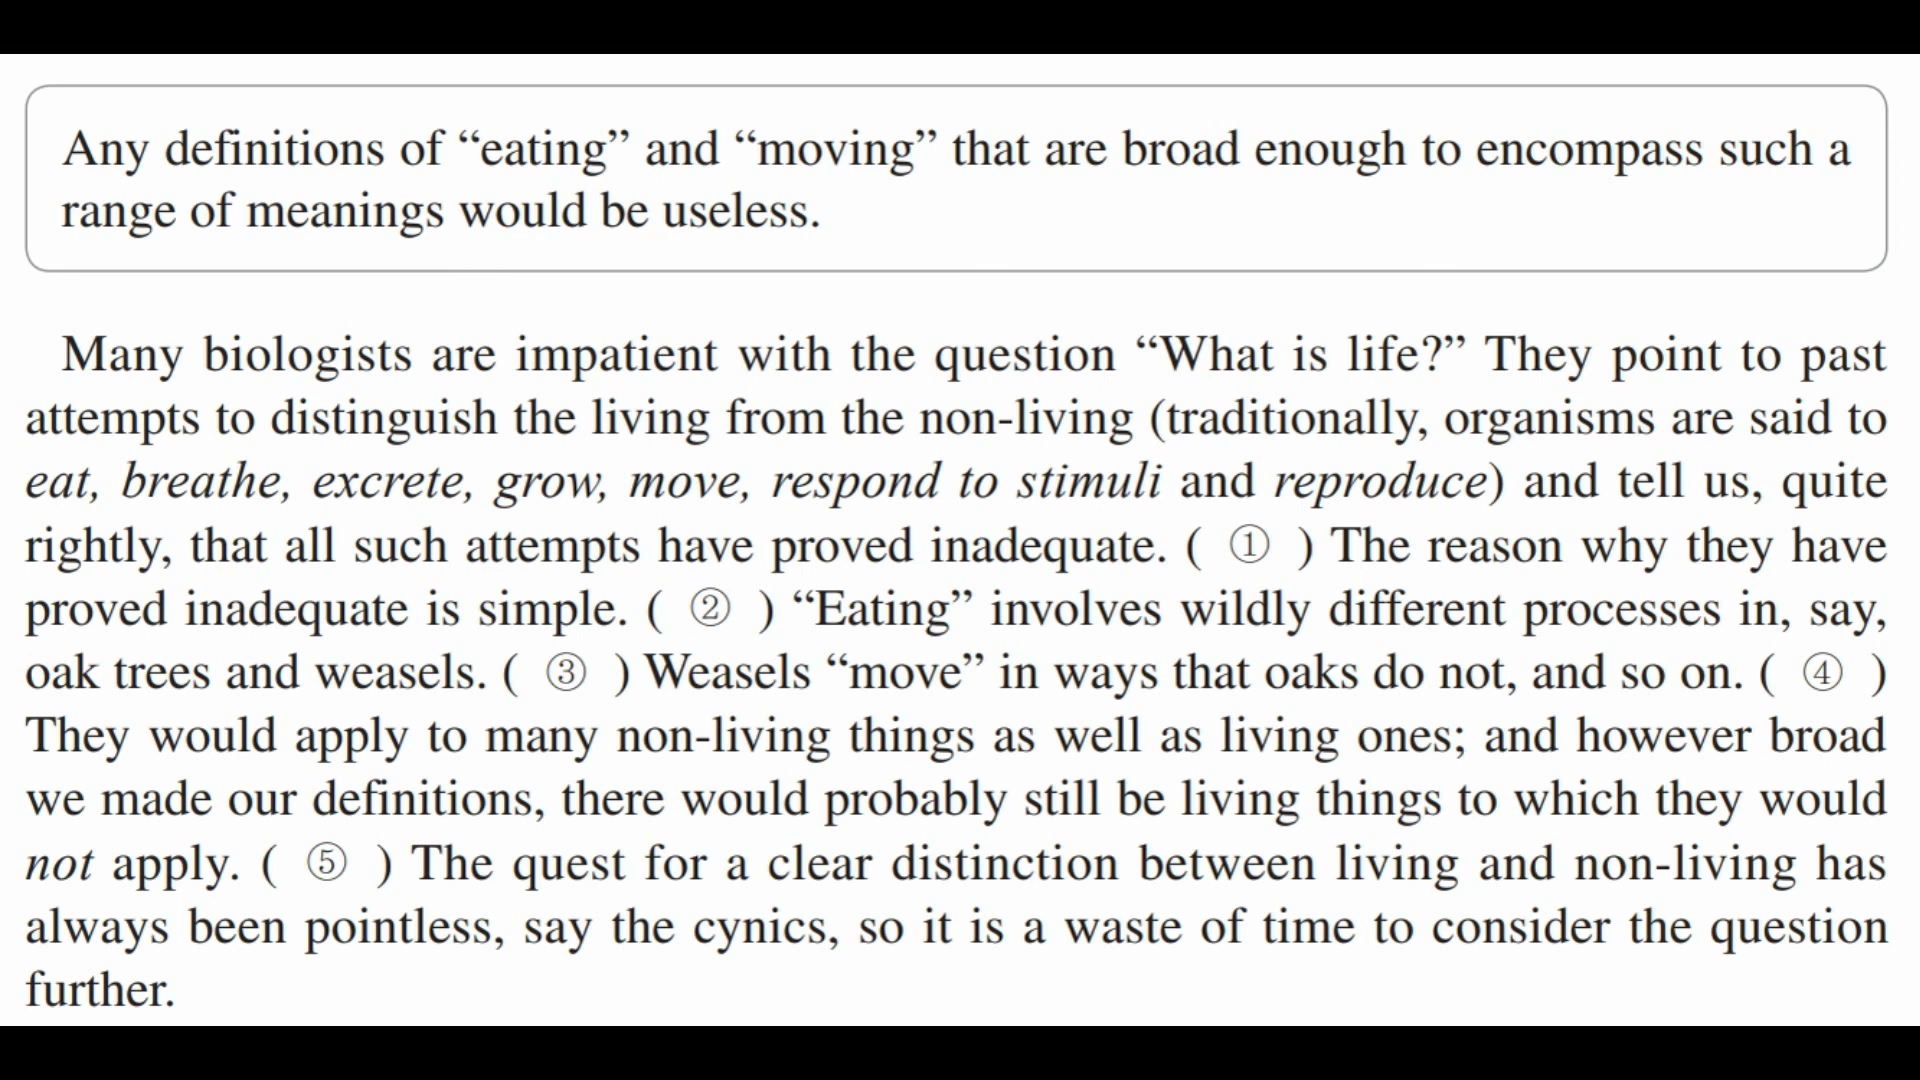 Any definitions of “eating” and “moving” that are broad enough to encompass such a
range of meanings would be useless.
Many biologists are impatient with the question “What is life?” They point to past
attempts to distinguish the living from the non-living (traditionally, organisms are said to
eat, breathe, excrete, grow, move, respond to stimuli and reproduce) and tell us, quite
rightly, that all such attempts have proved inadequate. ( ① ) The reason why they have
proved inadequate is simple. ( ② ) “Eating” involves wildly different processes in, say,
oak trees and weasels. ( ③ ) Weasels “move” in ways that oaks do not, and so on. ( ④ )
They would apply to many non-living things as well as living ones; and however broad
we made our definitions, there would probably still be living things to which they would
not apply. ( ⑤ ) The quest for a clear distinction between living and non-living has
always been pointless, say the cynics, so it is a waste of time to consider the question
further.